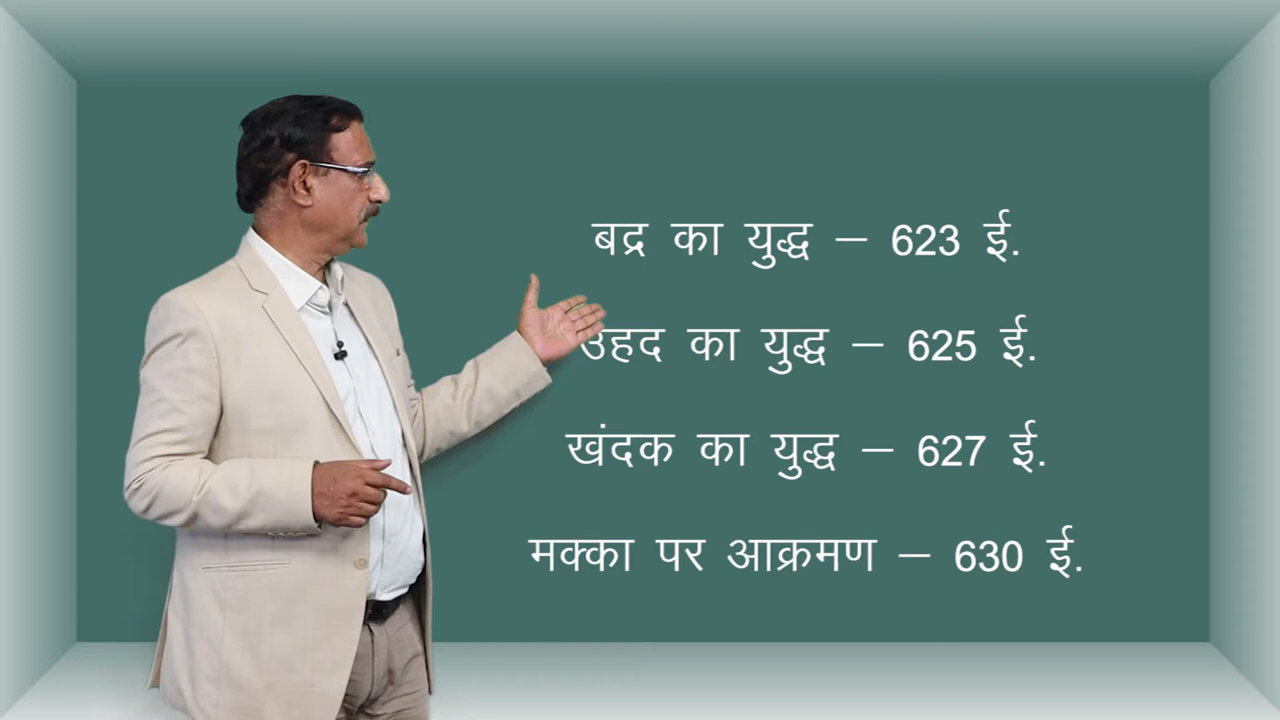 बद्र का युद्ध – 623 ई.
उहद का युद्ध – 625 ई.
खंदक का युद्ध – 627 ई.
मक्का पर आक्रमण – 630 ई.